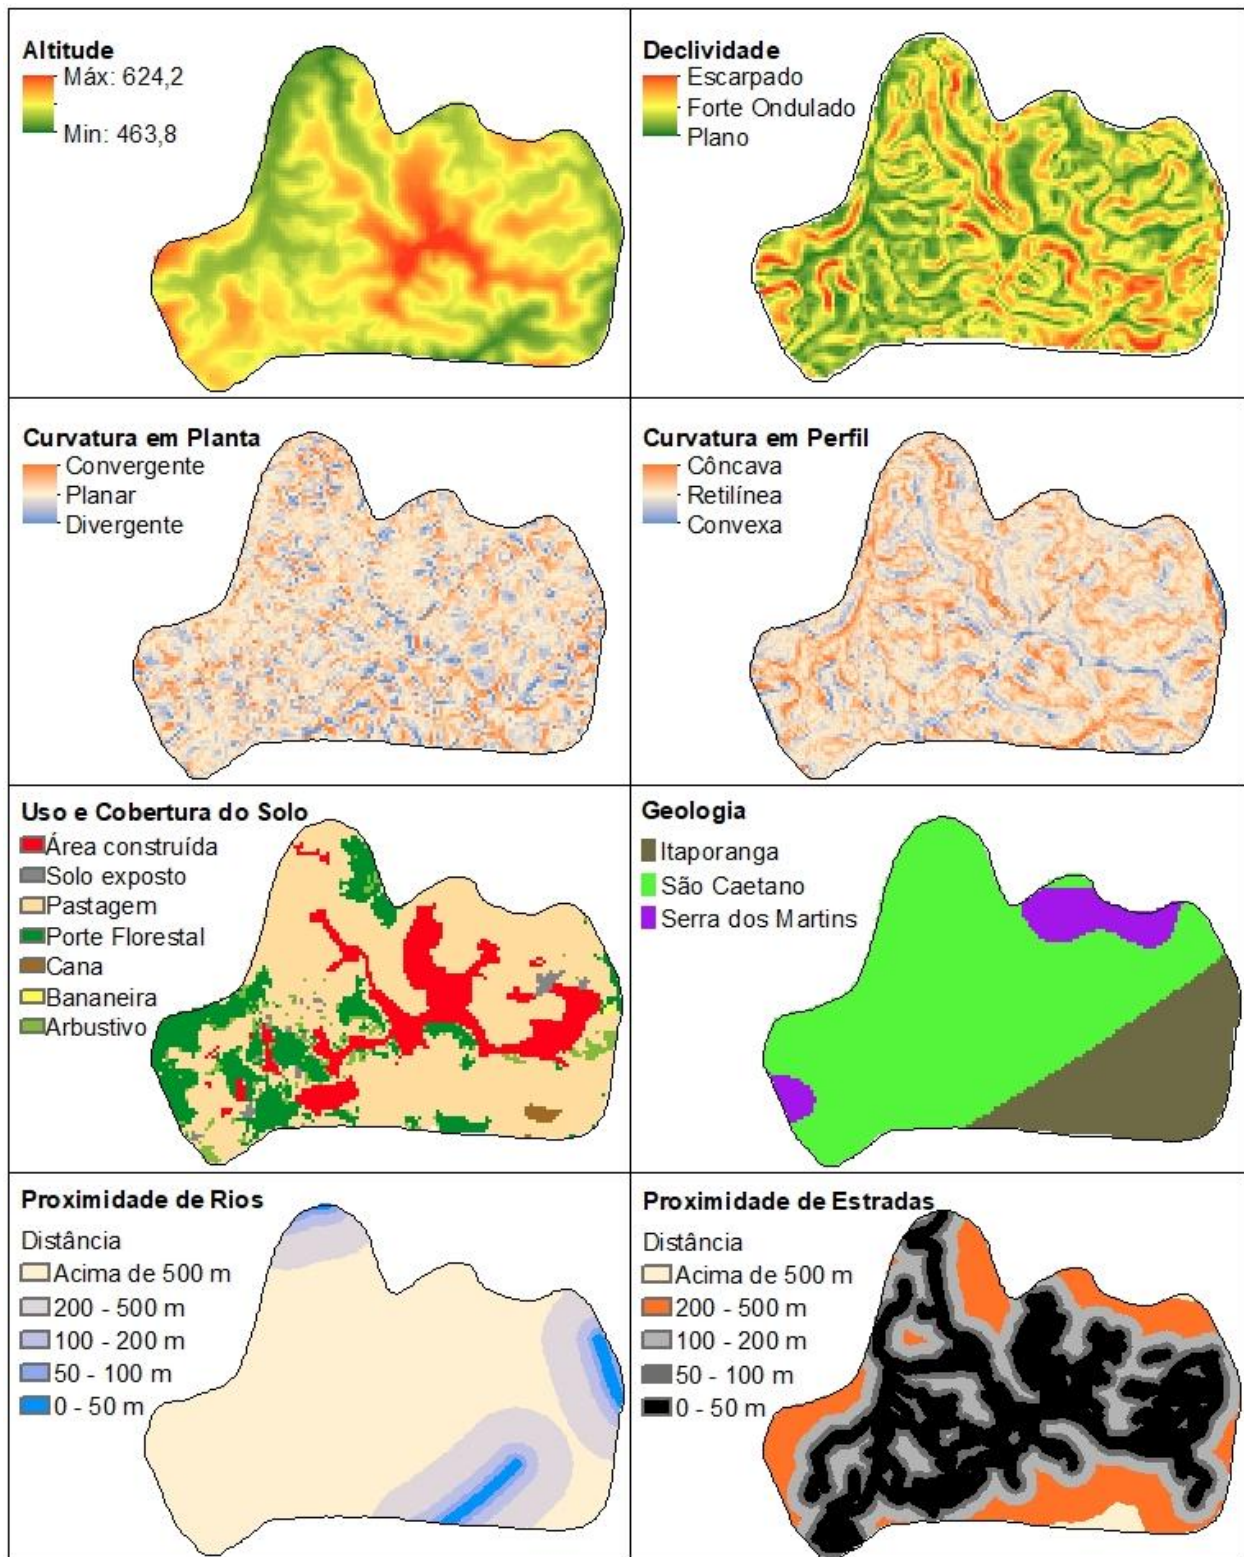 Altitude
Máx: 624,2
Min: 463,8
Declividade
Escarpado
Forte Ondulado
Plano
Curvatura em Planta
Convergente
Planar
Divergente
Curvatura em Perfil
Côncava
Retilínea
Convexa
Uso e Cobertura do Solo
Área construída
Solo exposto
Pastagem
Porte Florestal
Cana
Bananeira
Arbustivo
Geologia
Itaporanga
São Caetano
Serra dos Martins
Proximidade de Rios
Distância
Acima de 500 m
200 - 500 m
100 - 200 m
50 - 100 m
0 - 50 m
Proximidade de Estradas
Distância
Acima de 500 m
200 - 500 m
100 - 200 m
50 - 100 m
0 - 50 m